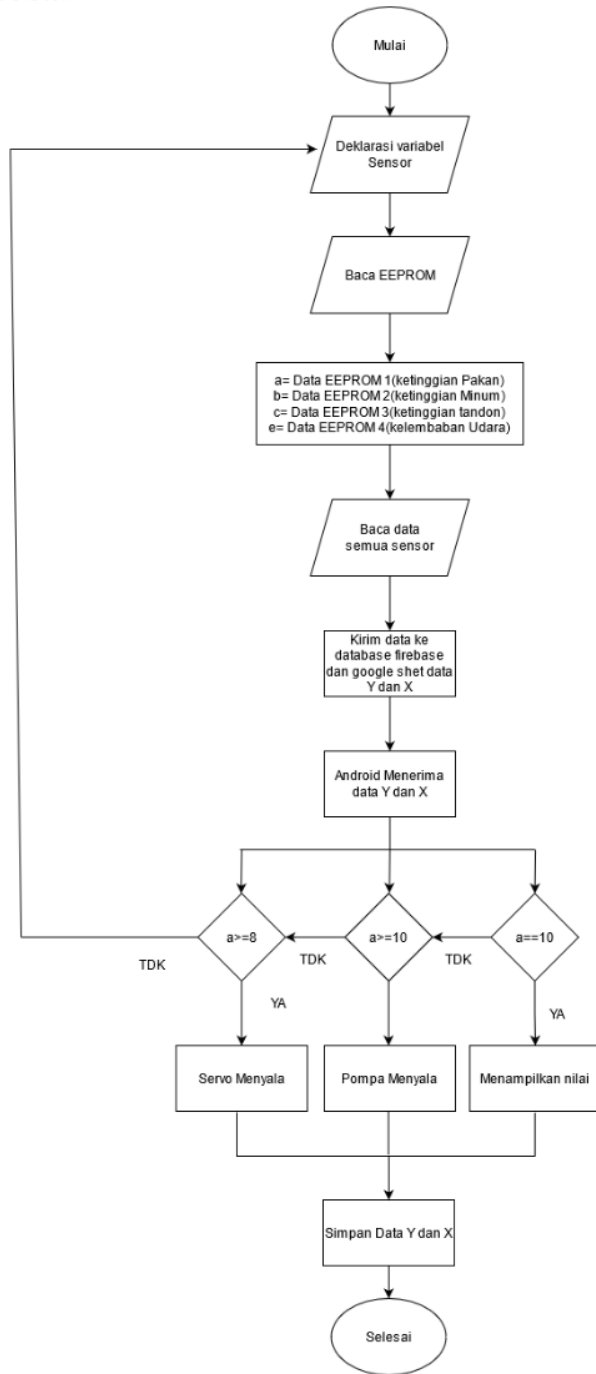 Mulai
Deklarasi variabel
Sensor
Baca EEPROM
a= Data EEPROM 1(ketinggian Pakan)
b= Data EEPROM 2(ketinggian Minum)
c= Data EEPROM 3(ketinggian tandon)
e= Data EEPROM 4(kelembaban Udara)
Baca data
semua sensor
Kirim data ke
database firebase
dan google shet data
Y dan X
Android Menerima
data Y dan X
a>=8
a>=10
a==10
TDK
TDK
TDK
YA
YA
Servo Menyala
Pompa Menyala
Menampilkan nilai
Simpan Data Y dan X
Selesai